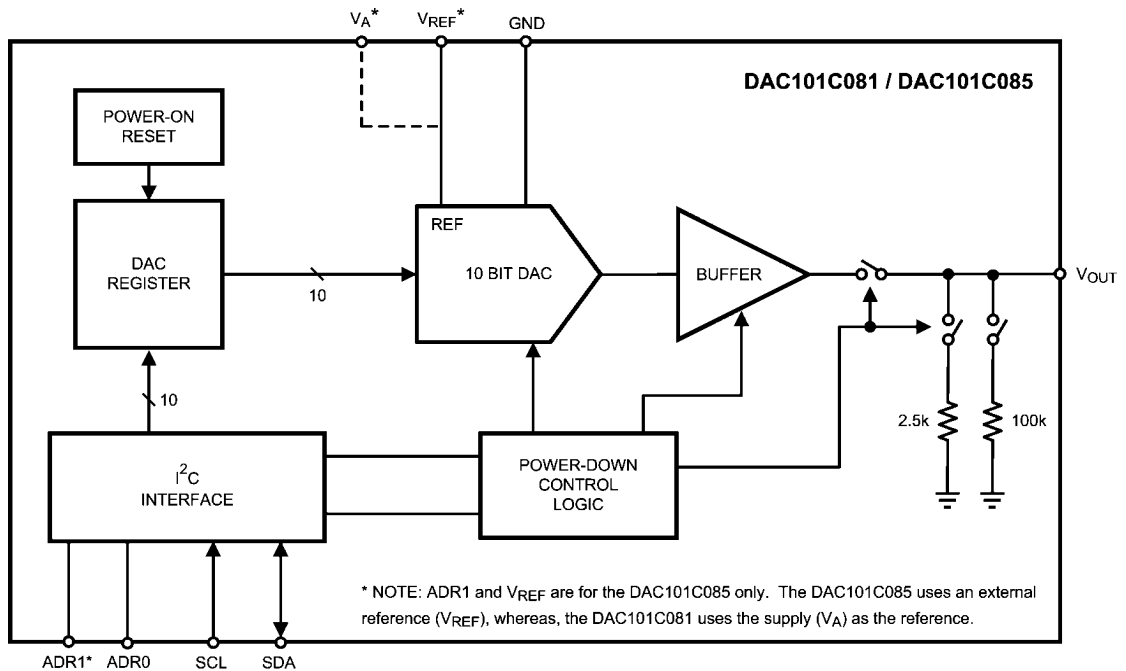 VA*
VREF*
GND
DAC101C081 / DAC101C085
POWER-ON
RESET
REF
DAC
REGISTER
10
10 BIT DAC
BUFFER
VOUT
10
2.5k
100k
I2C
INTERFACE
POWER-DOWN
CONTROL
LOGIC
* NOTE: ADR1 and VREF are for the DAC101C085 only. The DAC101C085 uses an external
reference (VREF), whereas, the DAC101C081 uses the supply (VA) as the reference.
ADR1*
ADR0
SCL
SDA